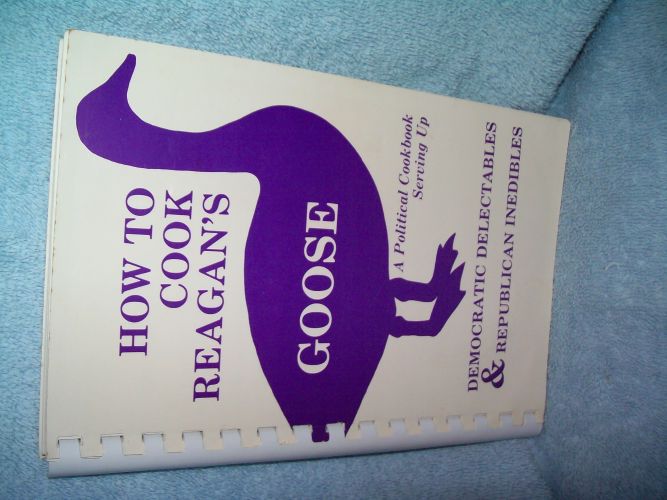 HOW TO
COOK
REAGAN'S
GOOSE
A Political Cookbook
Serving Up
DEMOCRATIC DELECTABLES
& REPUBLICAN INEDIBLES